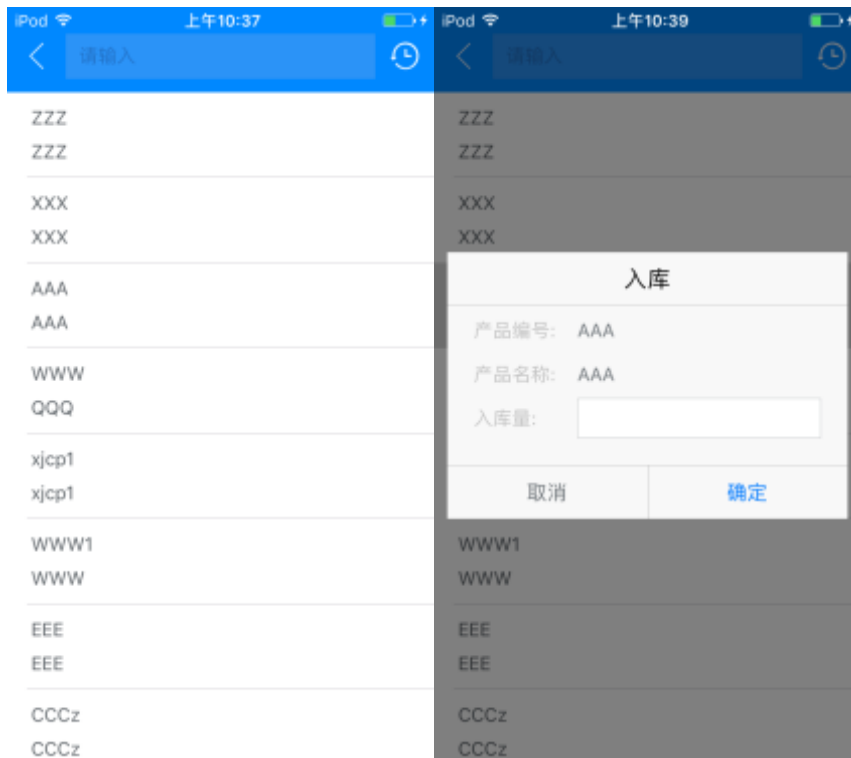 iPod 上午10:37
请输入
ZZZ
ZZZ
XXX
XXX
AAA
AAA
WWW
QQQ
xjcp1
xjcp1
WWW1
WWW
EEE
EEE
CCCz
CCCz
iPod 上午10:39
请输入
ZZZ
ZZZ
XXX
XXX
入库
产品编号: AAA
产品名称: AAA
入库量:
取消 确定
WWW1
WWW
EEE
EEE
CCCz
CCCz